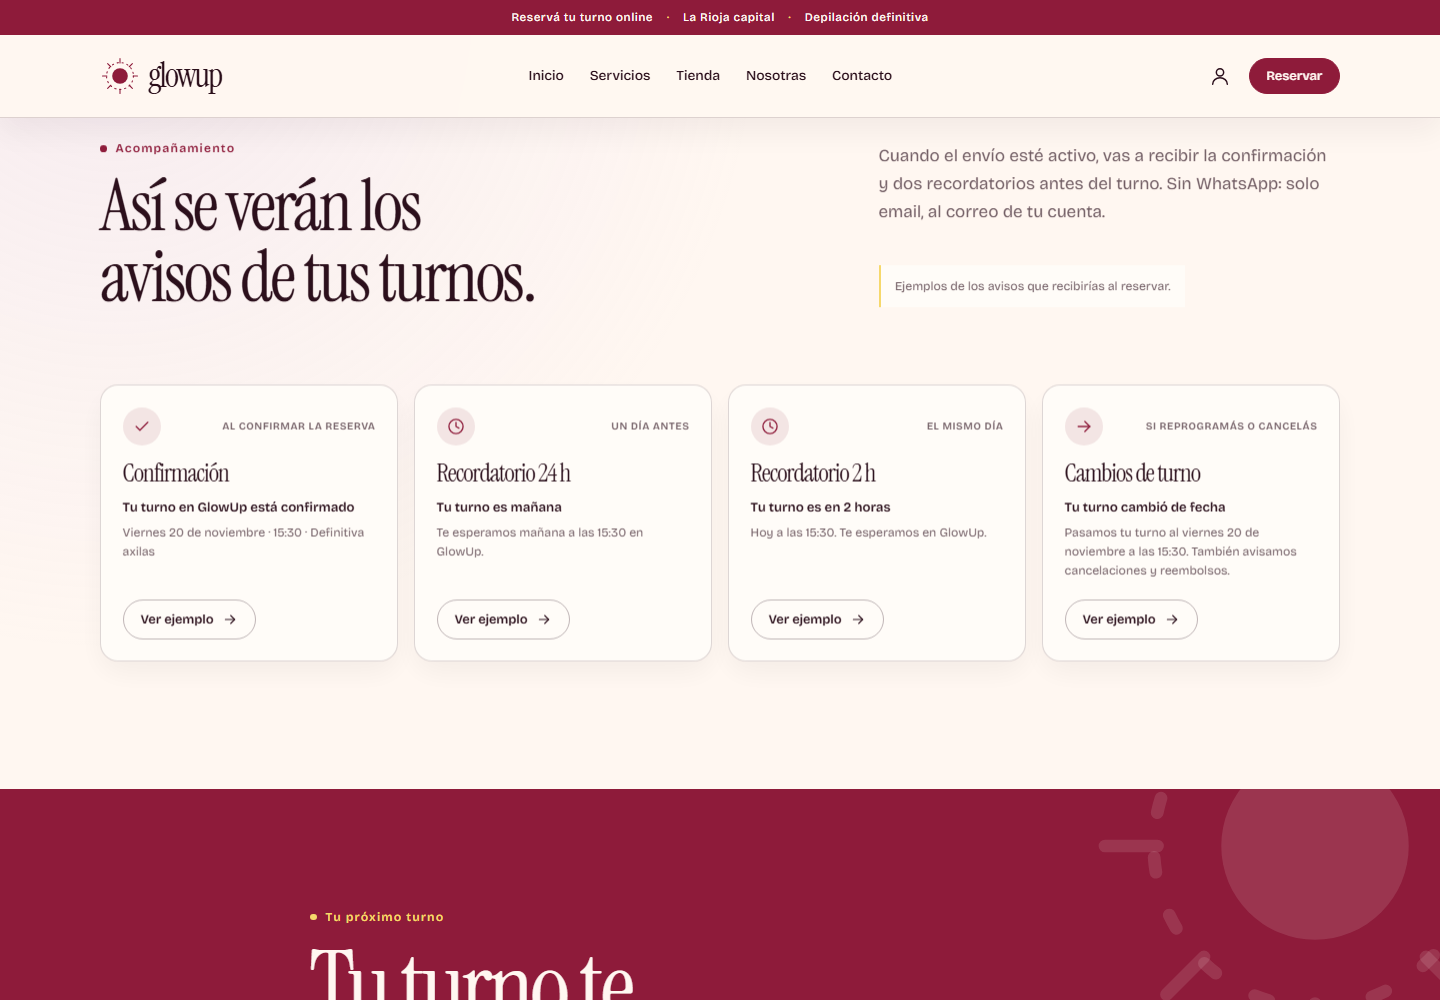 Reservá tu turno online · La Rioja capital · Depilación definitiva
glowup
Inicio Servicios Tienda Nosotras Contacto
Reservar
Acompañamiento
Así se verán los
avisos de tus turnos.
Cuando el envío esté activo, vas a recibir la confirmación
y dos recordatorios antes del turno. Sin WhatsApp: solo
email, al correo de tu cuenta.
Ejemplos de los avisos que recibirías al reservar.
AL CONFIRMAR LA RESERVA
Confirmación
Tu turno en GlowUp está confirmado
Viernes 20 de noviembre · 15:30 · Definitiva
axilas
Ver ejemplo
UN DÍA ANTES
Recordatorio 24 h
Tu turno es mañana
Te esperamos mañana a las 15:30 en
GlowUp.
Ver ejemplo
EL MISMO DÍA
Recordatorio 2 h
Tu turno es en 2 horas
Hoy a las 15:30. Te esperamos en GlowUp.
Ver ejemplo
SI REPROGRAMÁS O CANCELÁS
Cambios de turno
Tu turno cambió de fecha
Pasamos tu turno al viernes 20 de
noviembre a las 15:30. También avisamos
cancelaciones y reembolsos.
Ver ejemplo
Tu próximo turno
Tu turno te